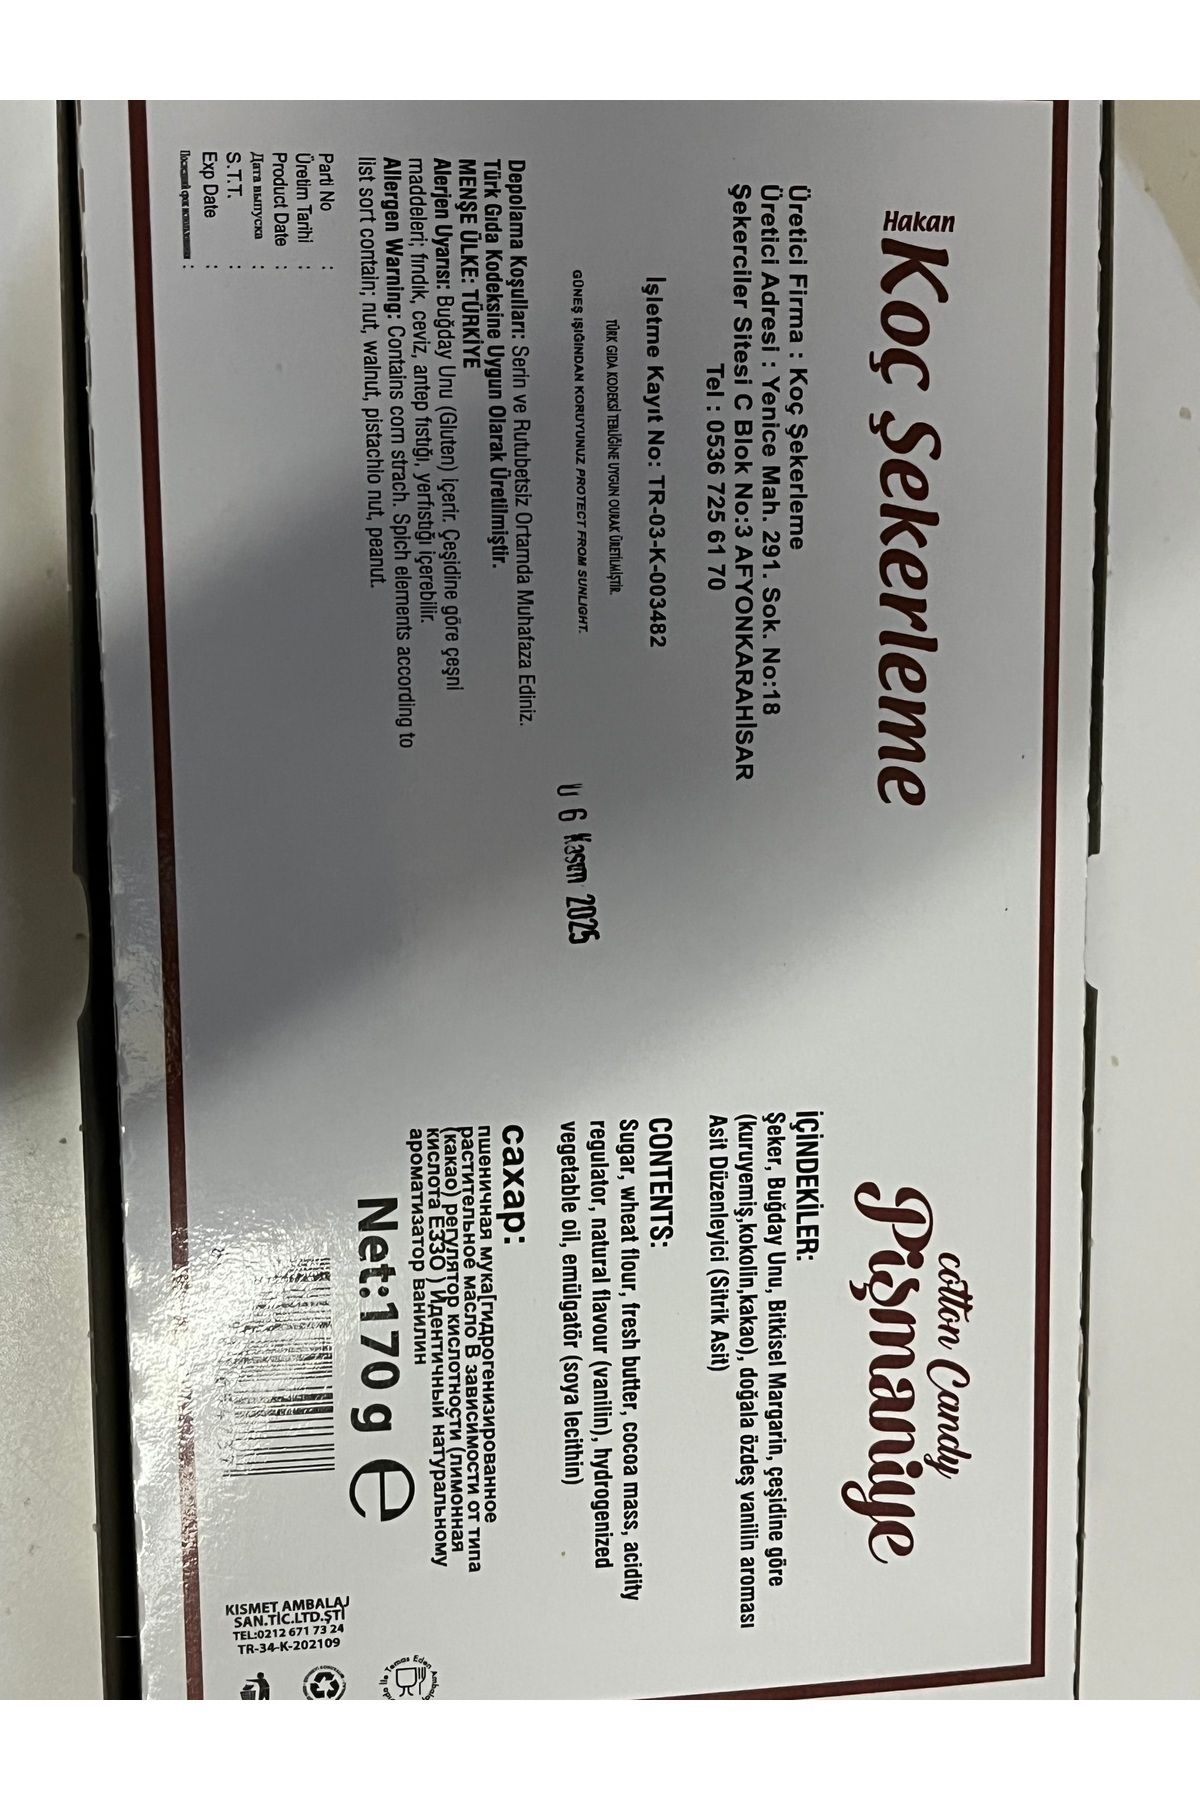 Hakan
Koç Şekerleme
Üretici Firma : Koç Şekerleme
Üretici Adresi : Yenice Mah. 291. Sok. No:18
Şekerciler Sitesi C Blok No:3 AFYONKARAHİSAR
Tel : 0536 725 61 70
İşletme Kayıt No: TR-03-K-003482
TÜRK GIDA KODEKSİ TEBLİĞİNE UYGUN OLRAK ÜRETİLMİŞTİR.
GÜNEŞ IŞIĞINDAN KORUYUNUZ PROTECT FROM SUNLIGHT.
Depolama Koşulları: Serin ve Rutubetsiz Ortamda Muhafaza Ediniz.
Türk Gıda Kodeksine Uygun Olarak Üretilmiştir.
MENŞE ÜLKE: TÜRKİYE
Alerjen Uyarısı: Buğday Unu (Gluten) İçerir. Çeşidine göre çeşni
maddeleri; fındık, ceviz, antep fıstığı, yerfıstığı içerebilir.
Allergen Warning: Contains corn strach. Spich elements according to
list sort contain; nut, walnut, pistachio nut, peanut.
Parti No :
Üretim Tarihi :
Product Date :
Дата выпуска :
S.T.T. :
Exp Date :
06 Kasım 2025
cotton Candy
Pişmaniye
İÇİNDEKİLER:
Şeker, Buğday Unu, Bitkisel Margarin, çeşidine göre
(kuruyemiş,kokolin,kakao), doğala özdeş vanilin aroması
Asit Düzenleyici (Sitrik Asit)
CONTENTS:
Sugar, wheat flour, fresh butter, cocoa mass, acidity
regulator, natural flavour (vanilin), hydrogenized
vegetable oil, emülgatör (soya lecithin)
сахар:
пшеничная мука[гидрогенизированное
растительное масло В зависимости от типа
(какао) регулятор кислотности (лимонная
кислота Е33О ) Идентичный натуральному
ароматизатор ванилин
Net:170 g ℮
KISMET AMBALAJ
SAN.TİC.LTD.ŞTİ
TEL:0212 671 73 24
TR-34-K-202109